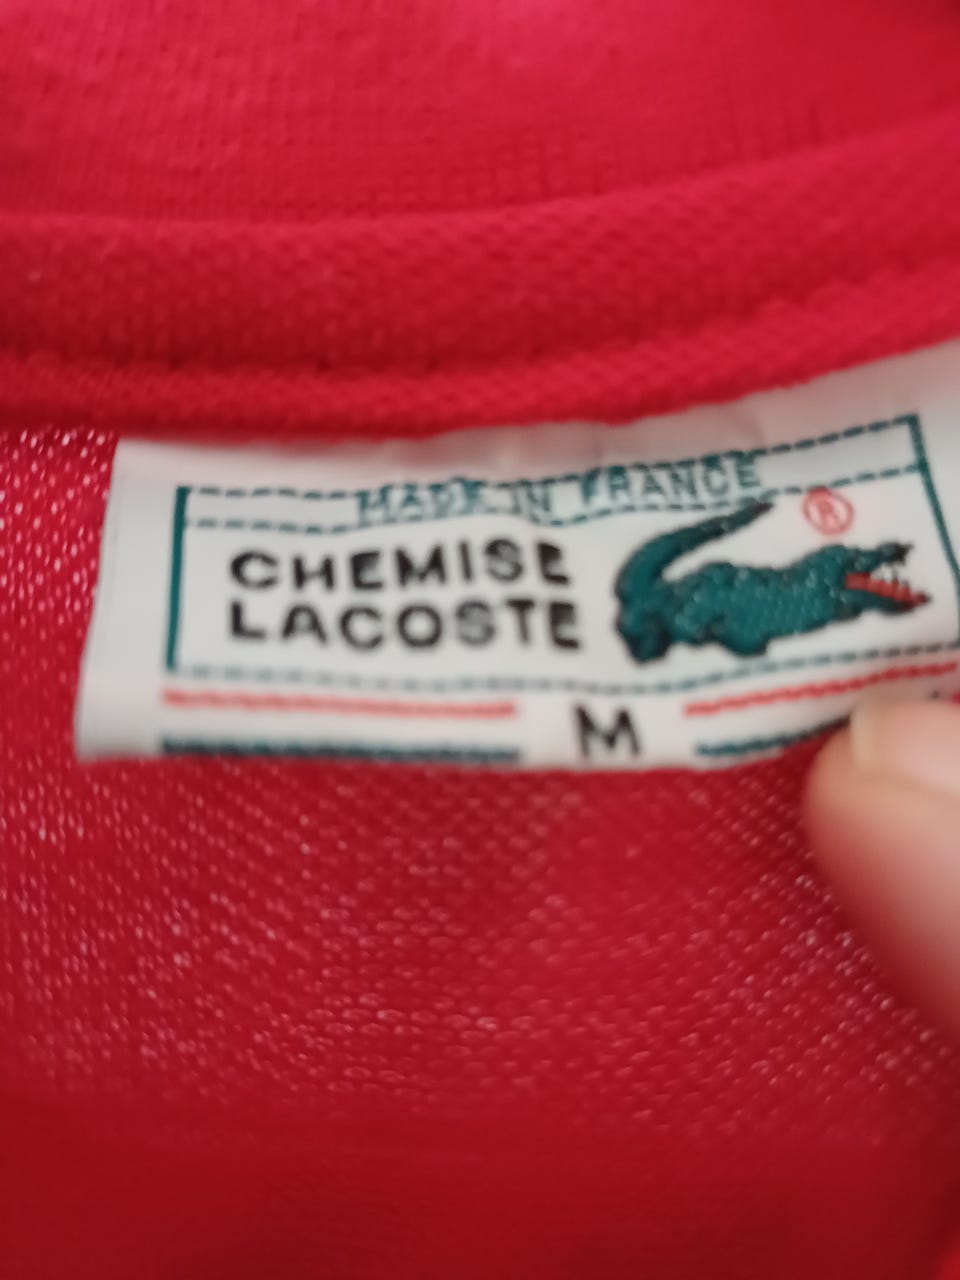 MADE IN FRANCE
®
CHEMISE
LACOSTE
M